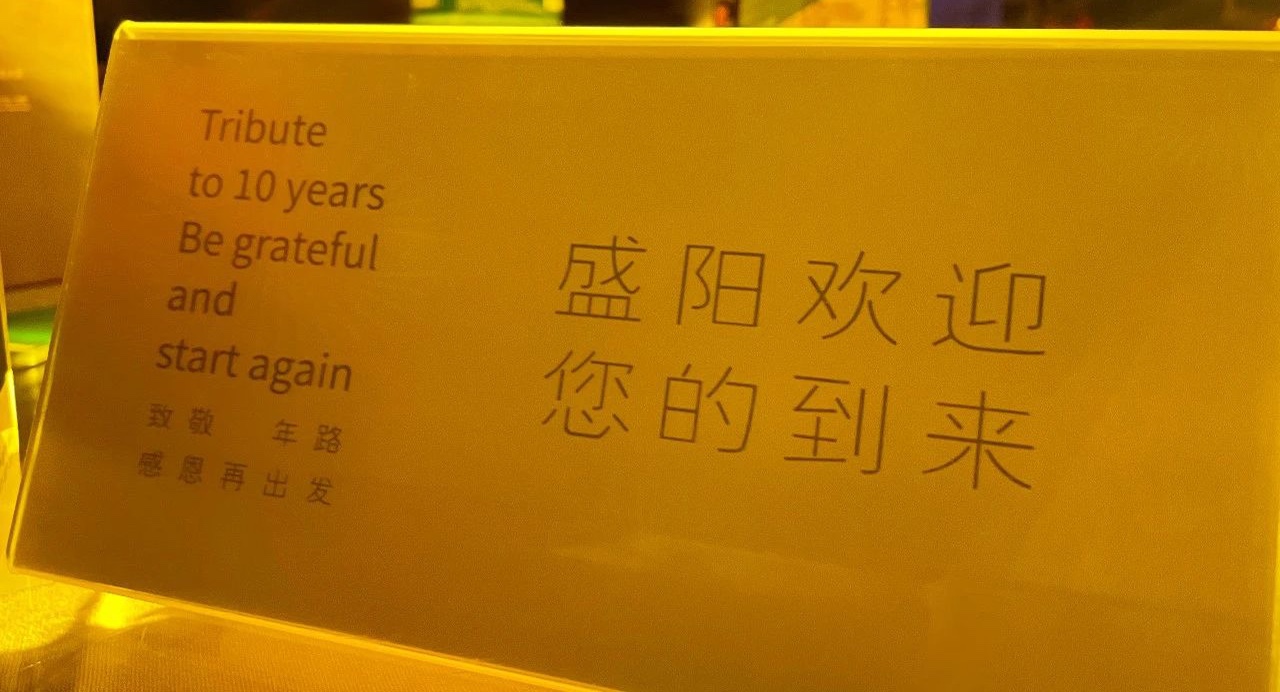 Tribute
to 10 years
Be grateful
and
start again
致敬 年路
感恩再出发
盛阳欢迎
您的到来